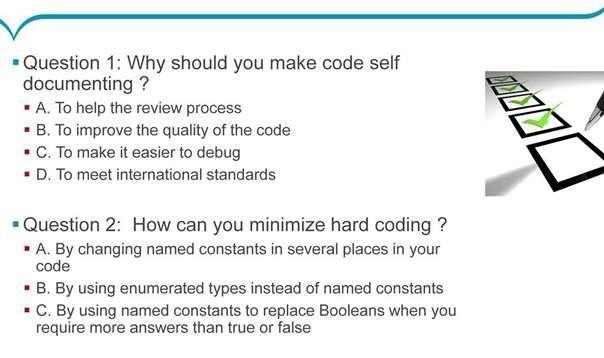 Question 1: Why should you make code self
documenting ?
A. To help the review process
B. To improve the quality of the code
C. To make it easier to debug
D. To meet international standards
Question 2:  How can you minimize hard coding ?
A. By changing named constants in several places in your
code
B. By using enumerated types instead of named constants
C. By using named constants to replace Booleans when you
require more answers than true or false